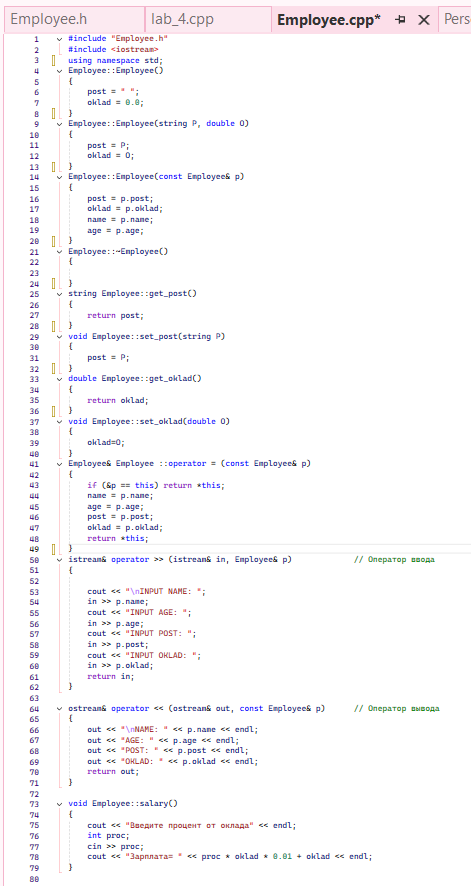 Employee.h lab_4.cpp Employee.cpp* Perso
1 #include "Employee.h"
2 #include <iostream>
3 using namespace std;
4 Employee::Employee()
5 {
6 post = " ";
7 oklad = 0.0;
8 }
9 Employee::Employee(string P, double O)
10 {
11 post = P;
12 oklad = O;
13 }
14 Employee::Employee(const Employee& p)
15 {
16 post = p.post;
17 oklad = p.oklad;
18 name = p.name;
19 age = p.age;
20 }
21 Employee::~Employee()
22 {
23
24 }
25 string Employee::get_post()
26 {
27 return post;
28 }
29 void Employee::set_post(string P)
30 {
31 post = P;
32 }
33 double Employee::get_oklad()
34 {
35 return oklad;
36 }
37 void Employee::set_oklad(double O)
38 {
39 oklad=O;
40 }
41 Employee& Employee ::operator = (const Employee& p)
42 {
43 if (&p == this) return *this;
44 name = p.name;
45 age = p.age;
46 post = p.post;
47 oklad = p.oklad;
48 return *this;
49 }
50 istream& operator >> (istream& in, Employee& p) // Оператор ввода
51 {
52
53 cout << "\nINPUT NAME: ";
54 in >> p.name;
55 cout << "INPUT AGE: ";
56 in >> p.age;
57 cout << "INPUT POST: ";
58 in >> p.post;
59 cout << "INPUT OKLAD: ";
60 in >> p.oklad;
61 return in;
62 }
63
64 ostream& operator << (ostream& out, const Employee& p) // Оператор вывода
65 {
66 out << "\nNAME: " << p.name << endl;
67 out << "AGE: " << p.age << endl;
68 out << "POST: " << p.post << endl;
69 out << "OKLAD: " << p.oklad << endl;
70 return out;
71 }
72
73 void Employee::salary()
74 {
75 cout << "Введите процент от оклада" << endl;
76 int proc;
77 cin >> proc;
78 cout << "Зарплата= " << proc * oklad * 0.01 + oklad << endl;
79 }
80